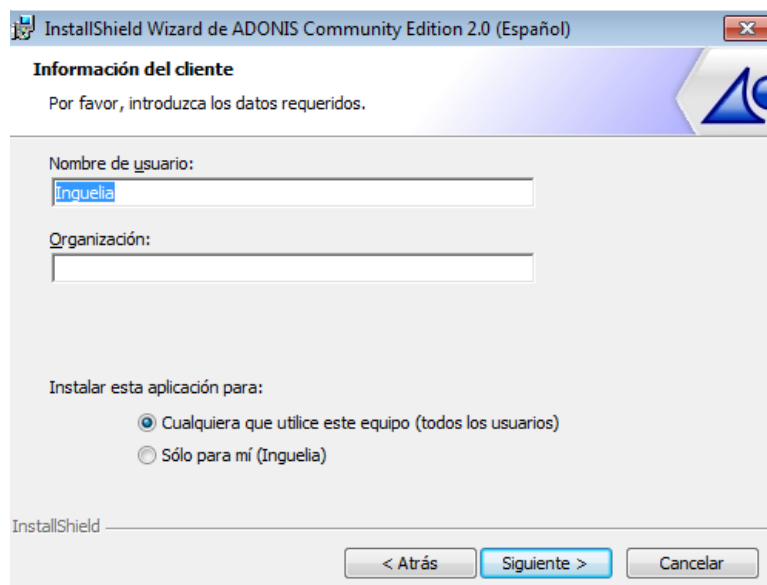 InstallShield Wizard de ADONIS Community Edition 2.0 (Español)
Información del cliente
Por favor, introduzca los datos requeridos.
Nombre de usuario:
Inguelia
Organización:
Instalar esta aplicación para:
Cualquiera que utilice este equipo (todos los usuarios)
Sólo para mí (Inguelia)
InstallShield
< Atrás
Siguiente >
Cancelar